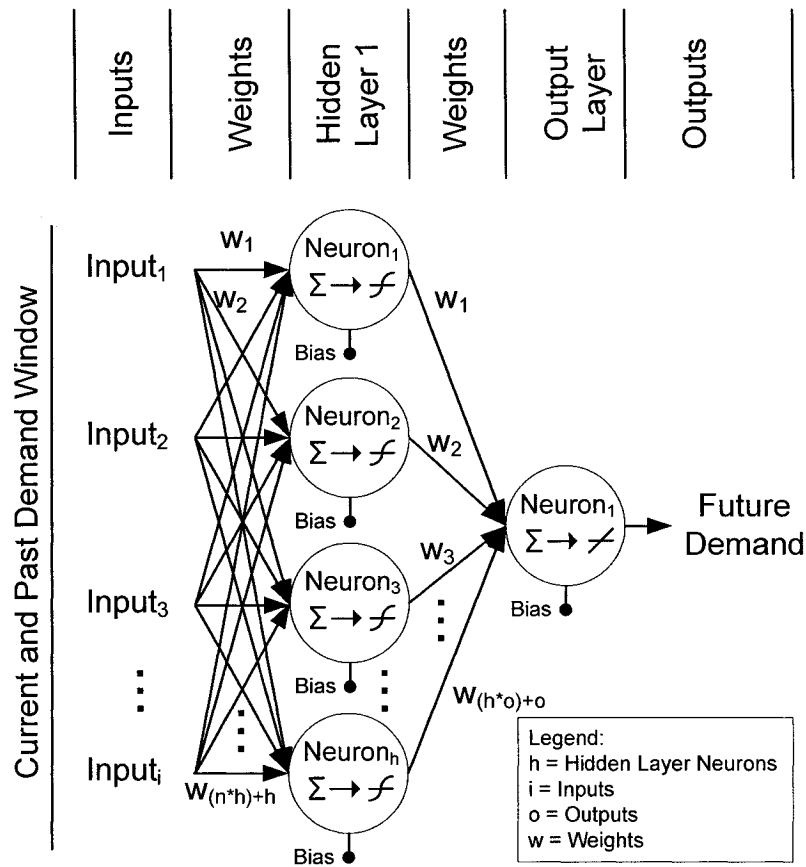 Inputs
Weights
Hidden
Layer 1
Weights
Output
Layer
Outputs
Current and Past Demand Window
Input₁
Input₂
Input₃
Inputᵢ
w₁
w₂
w₍ₙ*ₕ₎₊ₕ
Neuron₁
Σ → 
Bias
Neuron₂
Σ → 
Bias
Neuron₃
Σ → 
Bias
Neuronₕ
Σ → 
Bias
w₁
w₂
w₃
w₍ₕ*ₒ₎₊ₒ
Neuron₁
Σ → 
Bias
Future
Demand
Legend:
h = Hidden Layer Neurons
i = Inputs
o = Outputs
w = Weights